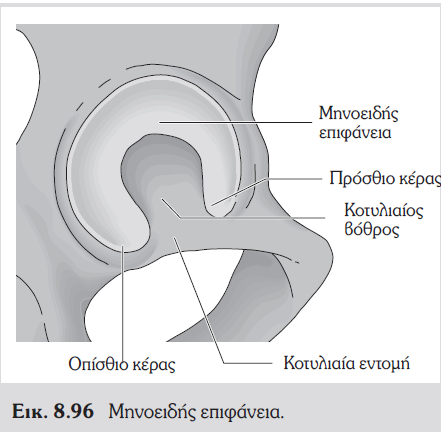 Μηνοειδής
επιφάνεια
Πρόσθιο κέρας
Κοτυλιαίος
βόθρος
Οπίσθιο κέρας
Κοτυλιαία εντομή
Εικ. 8.96 Μηνοειδής επιφάνεια.